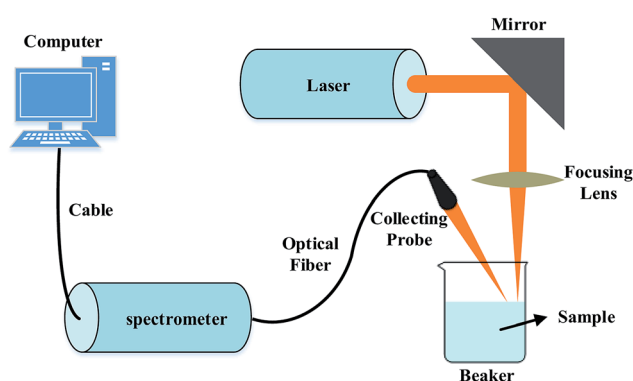 Computer
Mirror
Laser
Focusing
Lens
Cable
Collecting
Probe
Optical
Fiber
spectrometer
Sample
Beaker